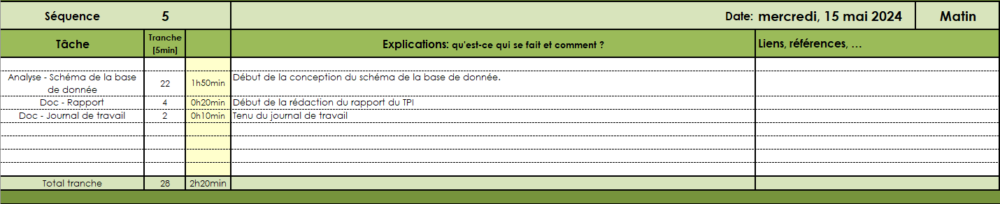 Séquence 5 Date: mercredi, 15 mai 2024 Matin
Tâche Tranche [5min] Explications: qu'est-ce qui se fait et comment ? Liens, références, ...
Analyse - Schéma de la base de donnée 22 1h50min Début de la conception du schéma de la base de donnée.
Doc - Rapport 4 0h20min Début de la rédaction du rapport du TPI
Doc - Journal de travail 2 0h10min Tenu du journal de travail
Total tranche 28 2h20min